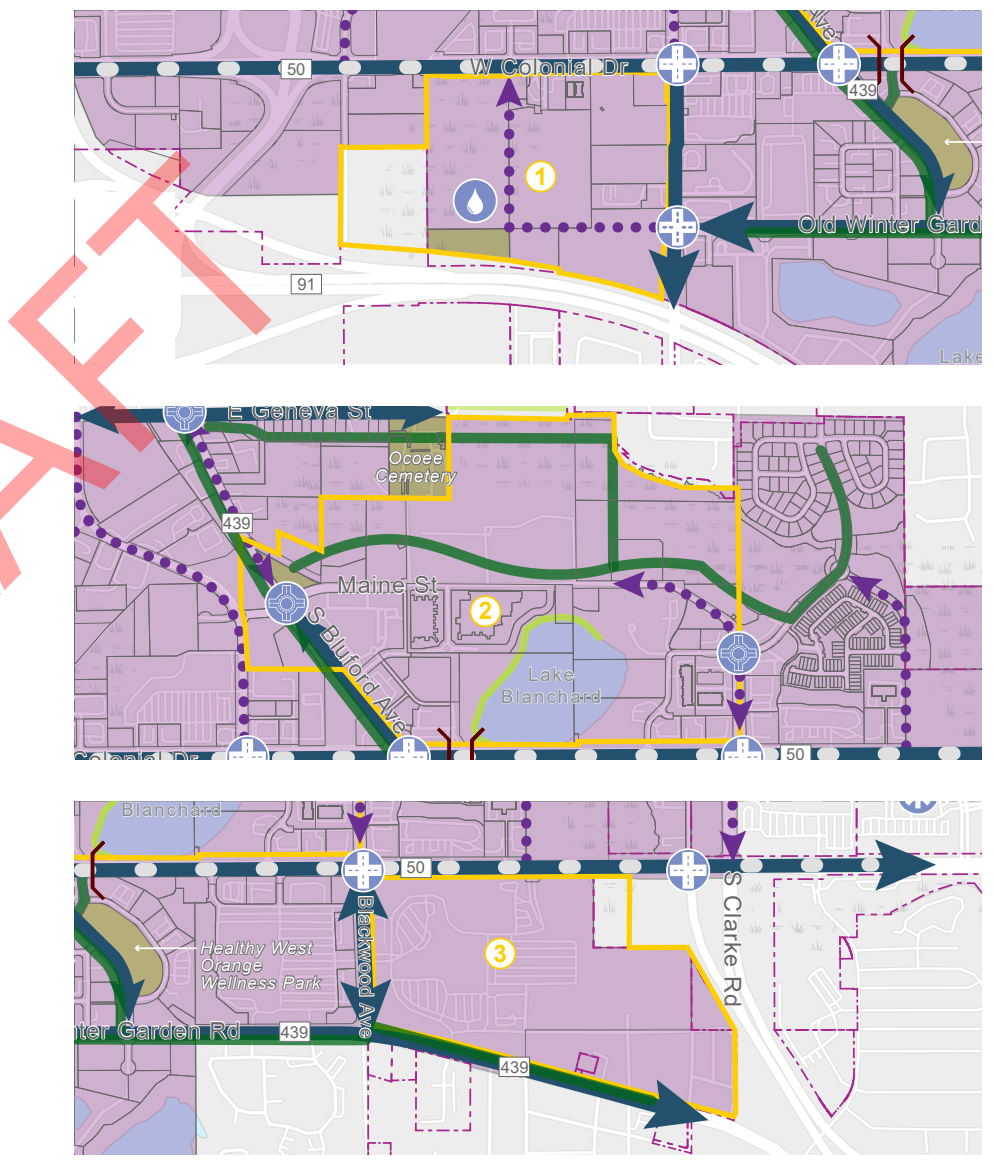 W Colonial Dr
50
439
1
Old Winter Gard
91
Lake
E Geneva St
Ocoee
Cemetery
439
Maine St
2
S Bluford Ave
Lake
Blanchard
Colonial Dr
50
Blanchard
50
Blackwood Ave
S Clarke Rd
Healthy West
Orange
Wellness Park
3
nter Garden Rd
439
439